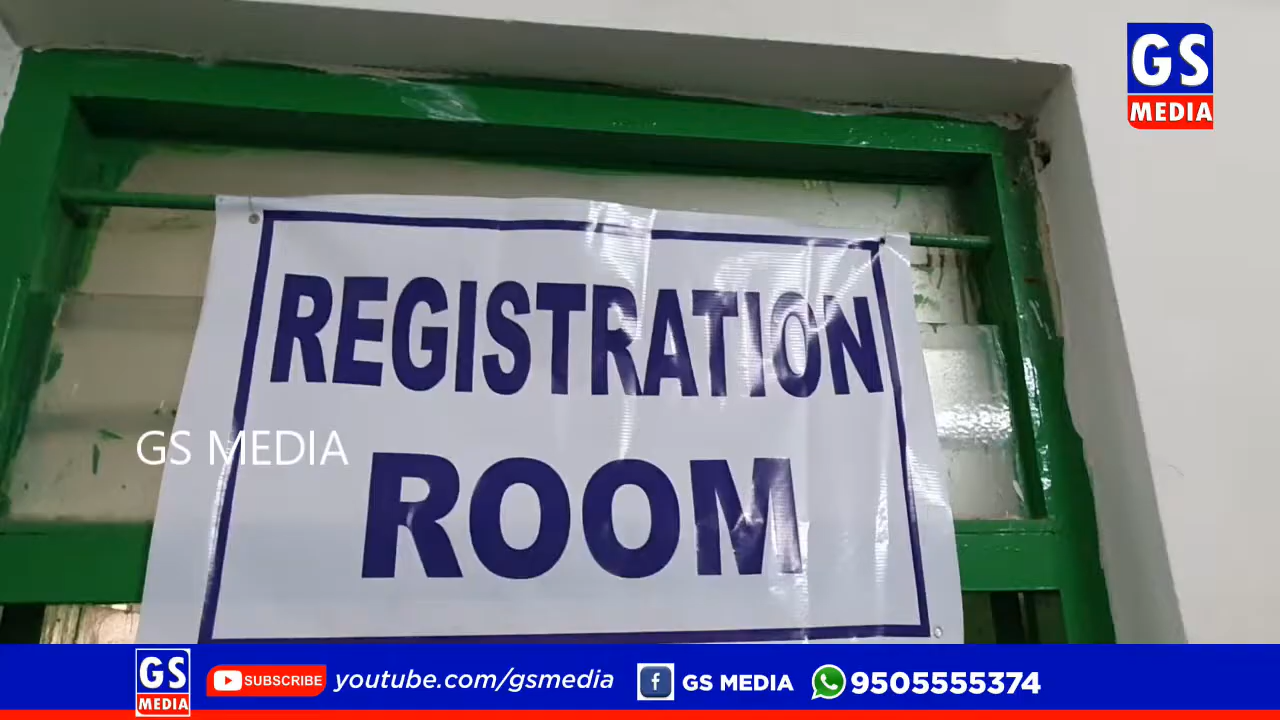 GS
MEDIA
REGISTRATION
ROOM
GS MEDIA
GS
MEDIA
SUBSCRIBE
youtube.com/gsmedia
f
GS MEDIA
9505555374